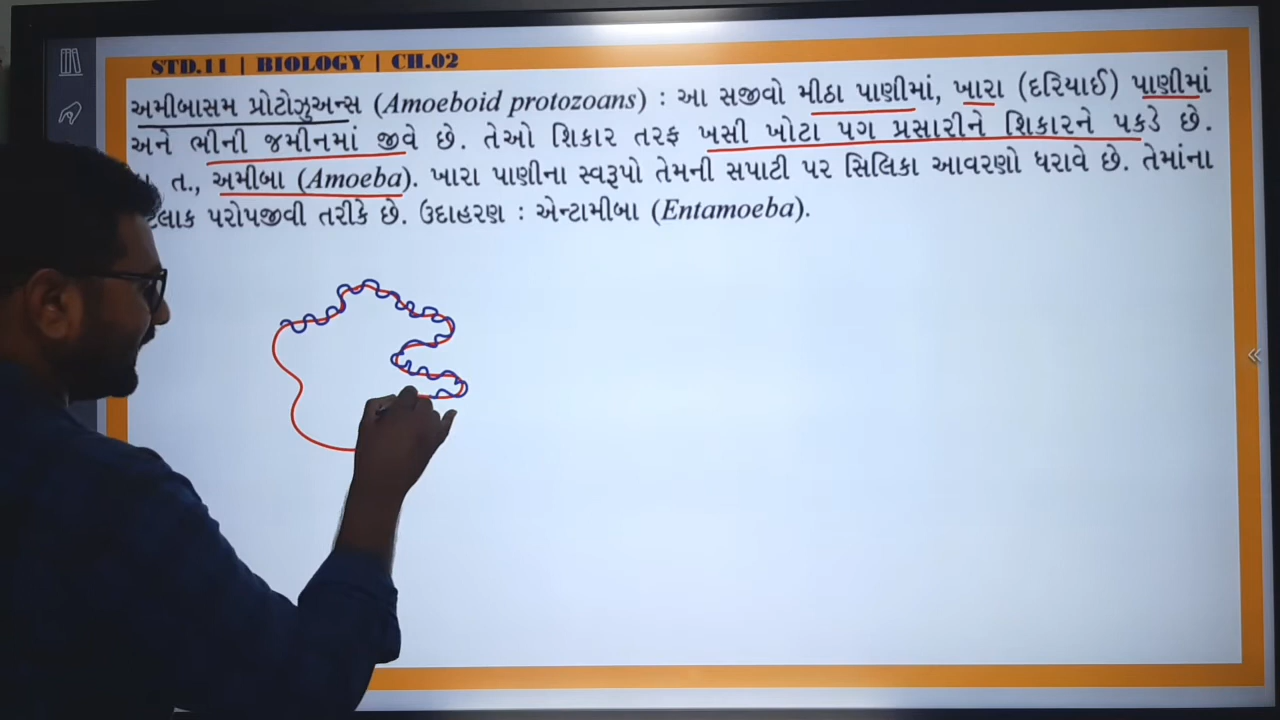 STD.11 | BIOLOGY | CH.02
અમીબાસમ પ્રોટોઝુઅન્સ (Amoeboid protozoans) : આ સજીવો મીઠા પાણીમાં, ખારા (દરિયાઈ) પાણીમાં
અને ભીની જમીનમાં જીવે છે. તેઓ શિકાર તરફ ખસી ખોટા પગ પ્રસારીને શિકારને પકડે છે.
ત., અમીબા (Amoeba). ખારા પાણીના સ્વરૂપો તેમની સપાટી પર સિલિકા આવરણો ધરાવે છે. તેમાંના
પરોપજીવી તરીકે છે. ઉદાહરણ : એન્ટામીબા (Entamoeba).